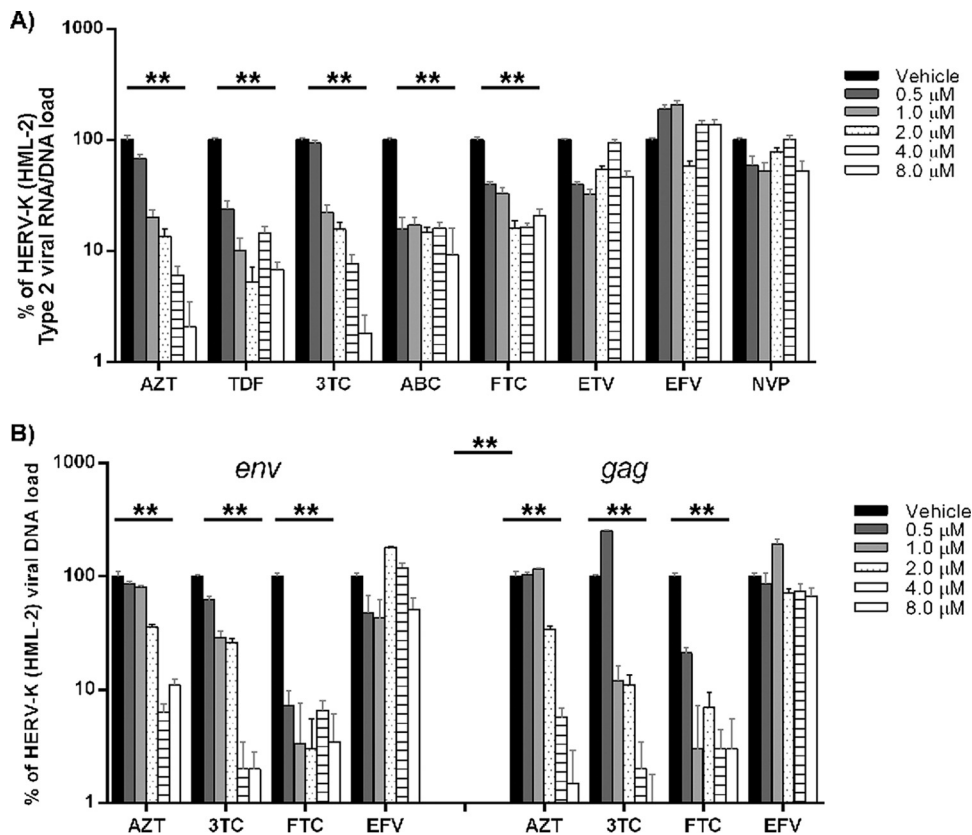 A)
1000
100
10
1
% of HERV-K (HML-2)
Type 2 viral RNA/DNA load
** ** ** ** **
AZT TDF 3TC ABC FTC ETV EFV NVP
Vehicle
0.5 µM
1.0 µM
2.0 µM
4.0 µM
8.0 µM
B)
1000
100
10
1
% of HERV-K (HML-2) viral DNA load
**
env gag
** ** ** ** ** **
AZT 3TC FTC EFV AZT 3TC FTC EFV
Vehicle
0.5 µM
1.0 µM
2.0 µM
4.0 µM
8.0 µM